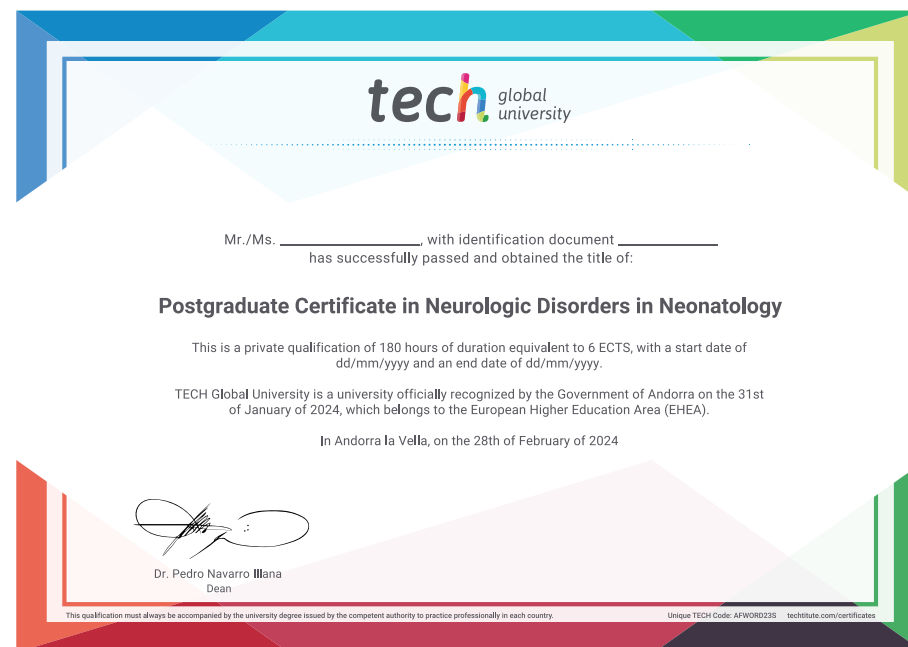 tech global university
Mr./Ms. ____________, with identification document ____________
has successfully passed and obtained the title of:
Postgraduate Certificate in Neurologic Disorders in Neonatology
This is a private qualification of 180 hours of duration equivalent to 6 ECTS, with a start date of
dd/mm/yyyy and an end date of dd/mm/yyyy.
TECH Global University is a university officially recognized by the Government of Andorra on the 31st
of January of 2024, which belongs to the European Higher Education Area (EHEA).
In Andorra la Vella, on the 28th of February of 2024
Dr. Pedro Navarro Illana
Dean
This qualification must always be accompanied by the university degree issued by the competent authority to practice professionally in each country. Unique TECH Code: AFWORD23S techtitute.com/certificates